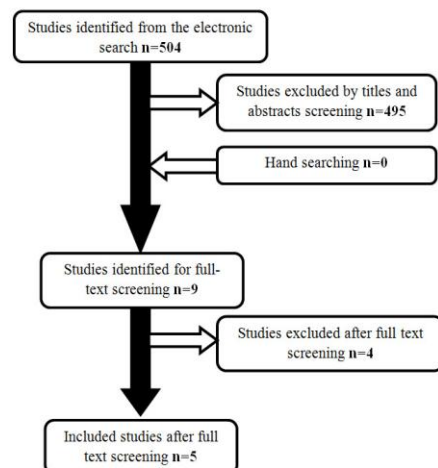 Studies identified from the electronic
search n=504
Studies excluded by titles and
abstracts screening n=495
Hand searching n=0
Studies identified for full-
text screening n=9
Studies excluded after full text
screening n=4
Included studies after full
text screening n=5